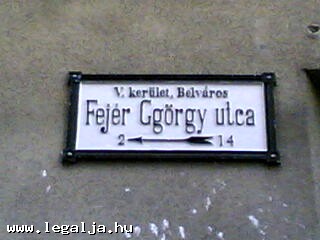 V. kerület, Belváros
Fejér Ggörgy utca
2 14
www.legalja.hu